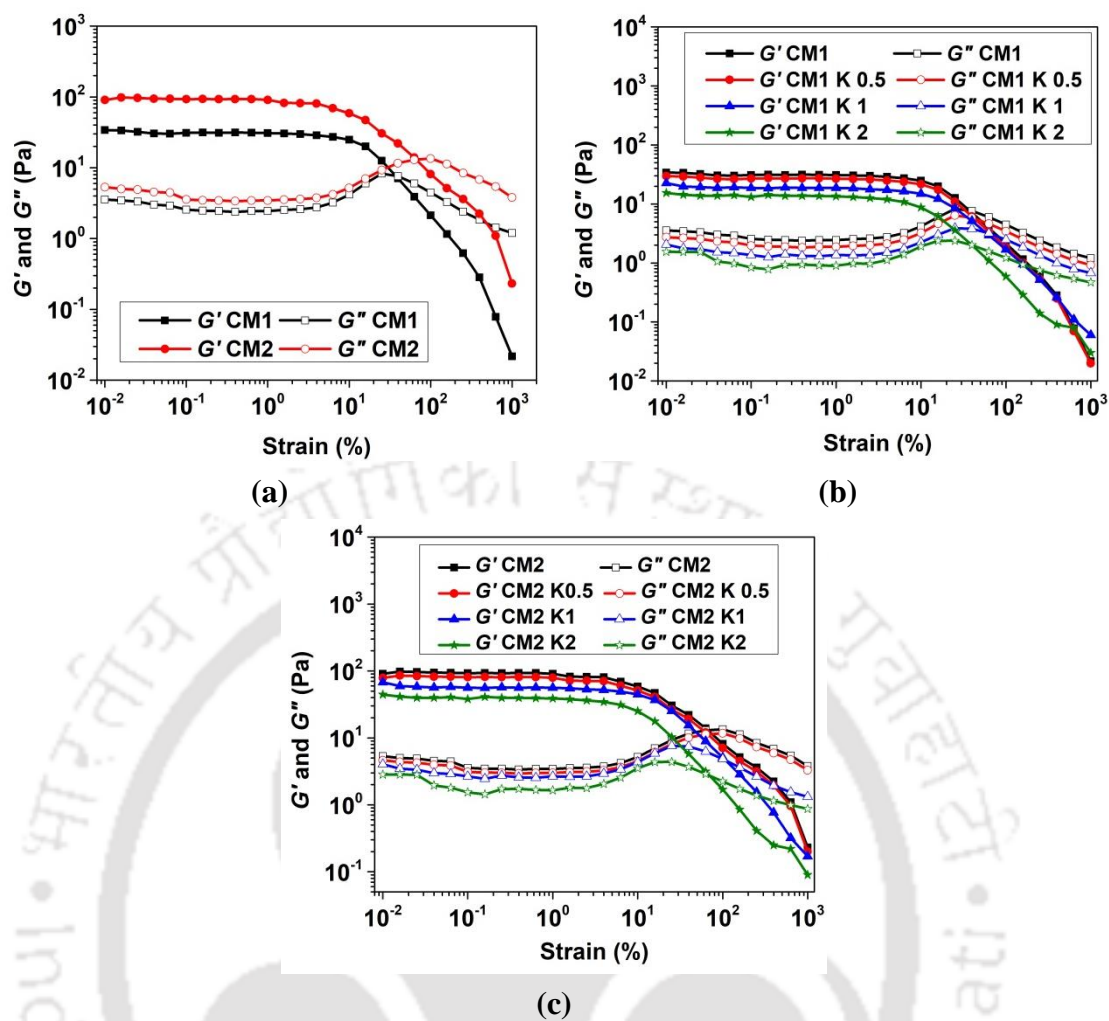 10³
10²
10¹
10⁰
10⁻¹
10⁻²
G' and G" (Pa)
G' CM1 G" CM1
G' CM2 G" CM2
10⁻² 10⁻¹ 10⁰ 10¹ 10² 10³
Strain (%)
(a)
10⁴
10³
10²
10¹
10⁰
10⁻¹
10⁻²
G' and G" (Pa)
G' CM1 G" CM1
G' CM1 K 0.5 G" CM1 K 0.5
G' CM1 K 1 G" CM1 K 1
G' CM1 K 2 G" CM1 K 2
10⁻² 10⁻¹ 10⁰ 10¹ 10² 10³
Strain (%)
(b)
10⁴
10³
10²
10¹
10⁰
10⁻¹
G' and G" (Pa)
G' CM2 G" CM2
G' CM2 K0.5 G" CM2 K 0.5
G' CM2 K1 G" CM2 K1
G' CM2 K2 G" CM2 K2
10⁻² 10⁻¹ 10⁰ 10¹ 10² 10³
Strain (%)
(c)